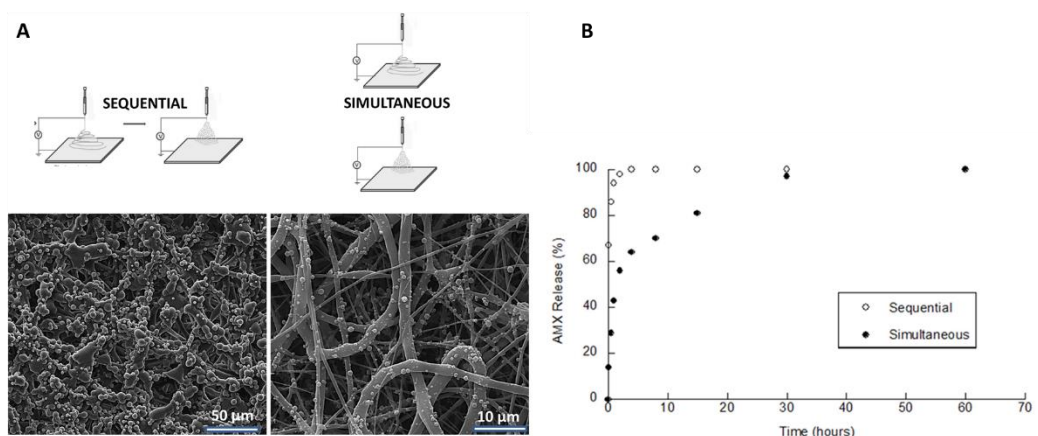 A
SEQUENTIAL
V
V
V
SIMULTANEOUS
V
50 µm
10 µm
B
AMX Release (%)
100
80
60
40
20
0
Sequential
Simultaneous
0 10 20 30 40 50 60 70
Time (hours)